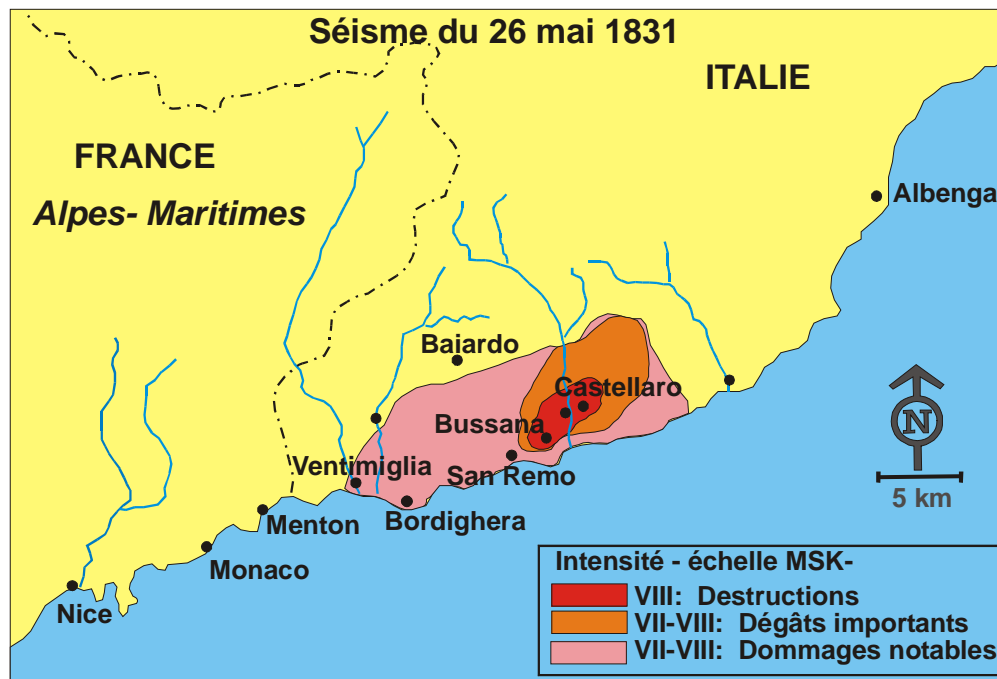 Séisme du 26 mai 1831
ITALIE
FRANCE
Alpes- Maritimes
Albenga
Baiardo
Castellaro
Bussana
Ventimiglia
San Remo
Bordighera
Menton
Monaco
Nice
N
5 km
Intensité - échelle MSK-
VIII: Destructions
VII-VIII: Dégâts importants
VII-VIII: Dommages notables